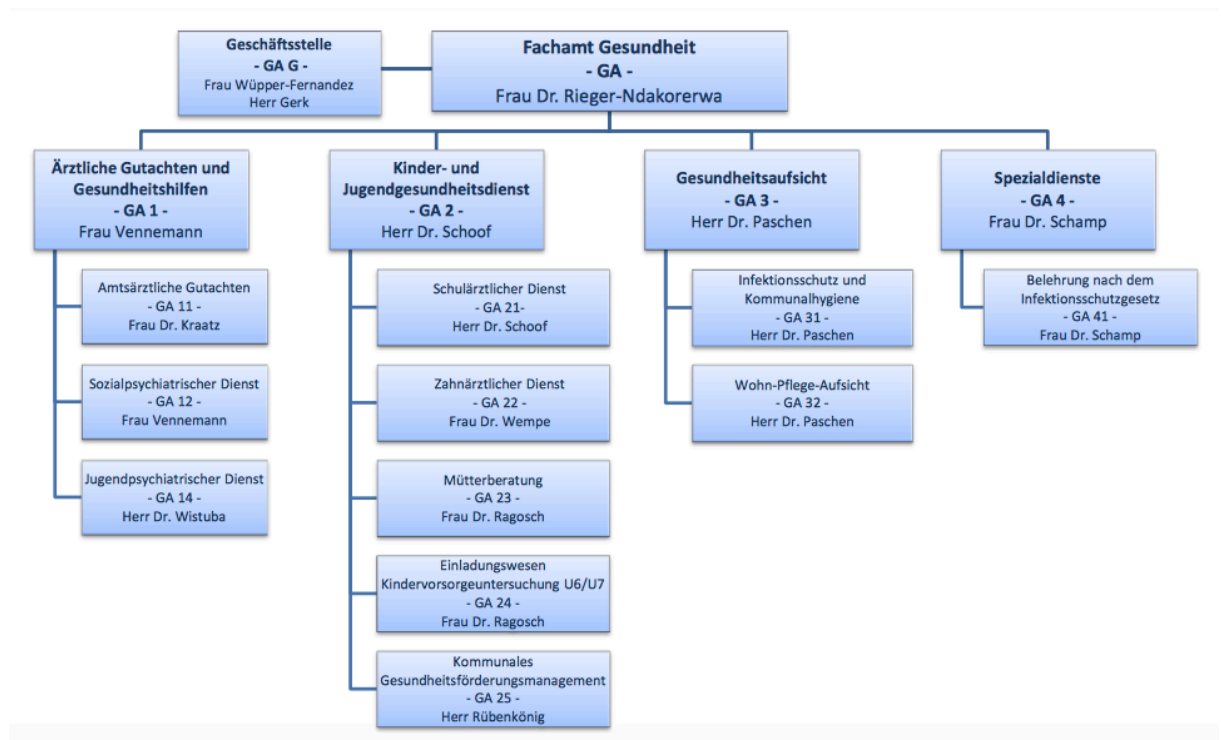 Geschäftsstelle
- GA G -
Frau Wüpper-Fernandez
Herr Gerk
Fachamt Gesundheit
- GA -
Frau Dr. Rieger-Ndakorerwa
Ärztliche Gutachten und
Gesundheitshilfen
- GA 1 -
Frau Vennemann
Amtsärztliche Gutachten
- GA 11 -
Frau Dr. Kraatz
Sozialpsychiatrischer Dienst
- GA 12 -
Frau Vennemann
Jugendpsychiatrischer Dienst
- GA 14 -
Herr Dr. Wistuba
Kinder- und
Jugendgesundheitsdienst
- GA 2 -
Herr Dr. Schoof
Schulärztlicher Dienst
- GA 21-
Herr Dr. Schoof
Zahnärztlicher Dienst
- GA 22 -
Frau Dr. Wempe
Mütterberatung
- GA 23 -
Frau Dr. Ragosch
Einladungswesen
Kindervorsorgeuntersuchung U6/U7
- GA 24 -
Frau Dr. Ragosch
Kommunales
Gesundheitsförderungsmanagement
- GA 25 -
Herr Rübenkönig
Gesundheitsaufsicht
- GA 3 -
Herr Dr. Paschen
Infektionsschutz und
Kommunalhygiene
- GA 31 -
Herr Dr. Paschen
Wohn-Pflege-Aufsicht
- GA 32 -
Herr Dr. Paschen
Spezialdienste
- GA 4 -
Frau Dr. Schamp
Belehrung nach dem
Infektionsschutzgesetz
- GA 41 -
Frau Dr. Schamp